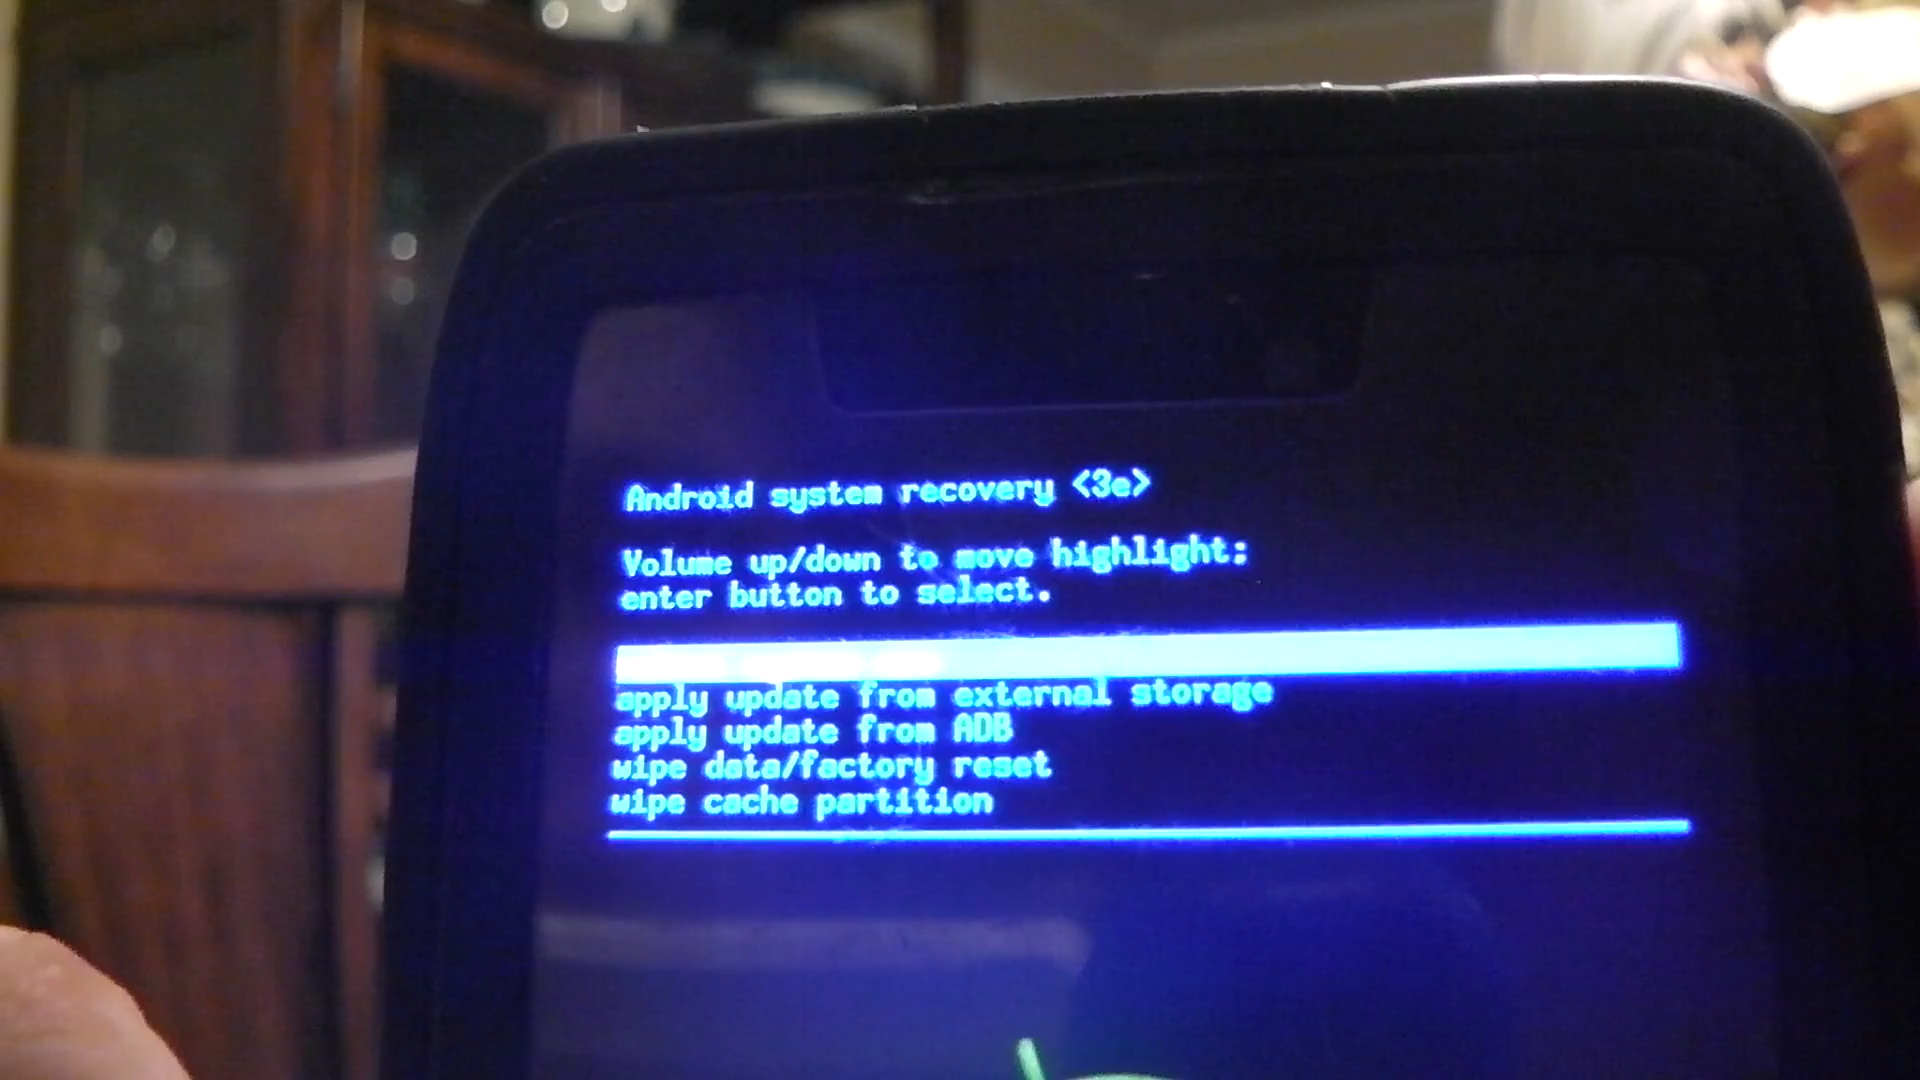 Android system recovery <3e>
Volume up/down to move highlight:
enter button to select.
apply update from external storage
apply update from ADB
wipe data/factory reset
wipe cache partition